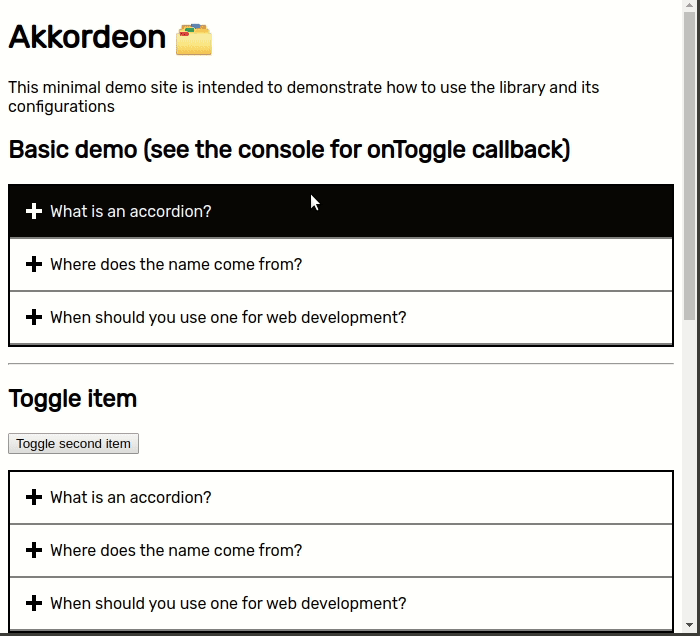 Akkordeon
This minimal demo site is intended to demonstrate how to use the library and its
configurations
Basic demo (see the console for onToggle callback)
What is an accordion?
Where does the name come from?
When should you use one for web development?
Toggle item
Toggle second item
What is an accordion?
Where does the name come from?
When should you use one for web development?